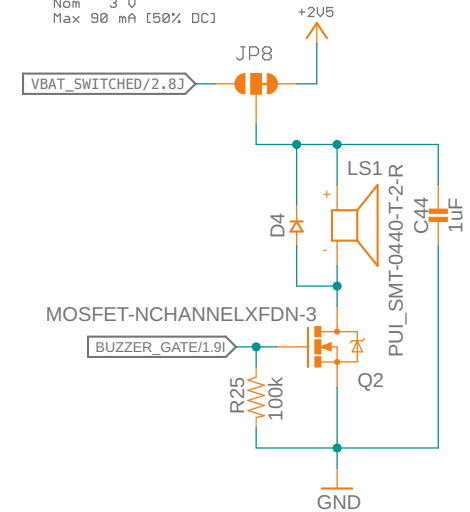 Nom 3 V
Max 90 mA [50% DC]
+2V5
JP8
VBAT_SWITCHED/2.8J
LS1
+
-
D4
PUI_SMT-0440-T-2-R
C44
1uF
MOSFET-NCHANNELXFDN-3
BUZZER_GATE/1.9I
Q2
R25
100k
GND